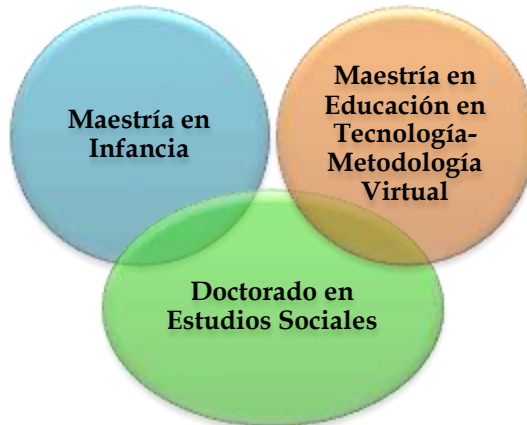 Maestría en
Infancia
Maestría en
Educación en
Tecnología-
Metodología
Virtual
Doctorado en
Estudios Sociales